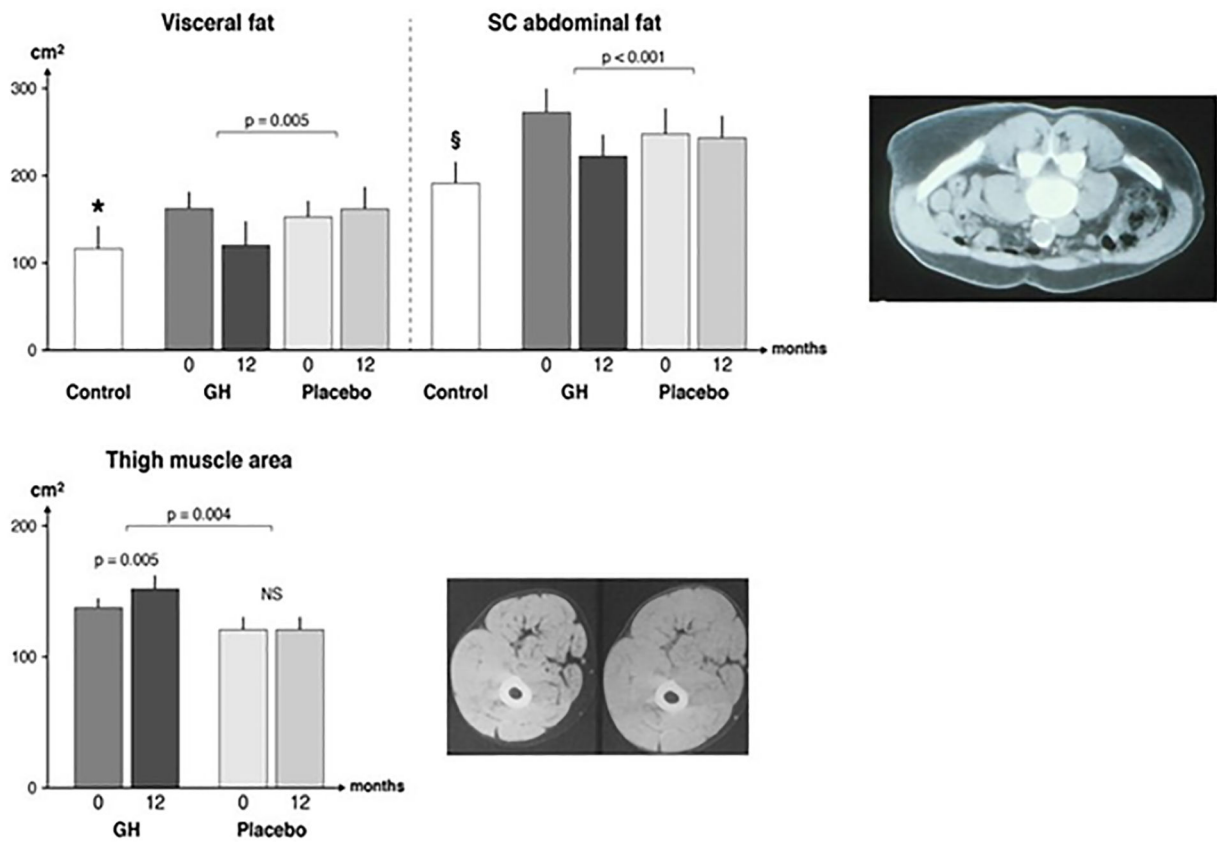 Visceral fat
SC abdominal fat
cm²
300
200
100
0
*
p = 0.005
§
p < 0.001
0 12 0 12 0 12 0 12 months
Control GH Placebo Control GH Placebo
Thigh muscle area
cm²
200
100
0
p = 0.004
p = 0.005
NS
0 12 0 12 months
GH Placebo